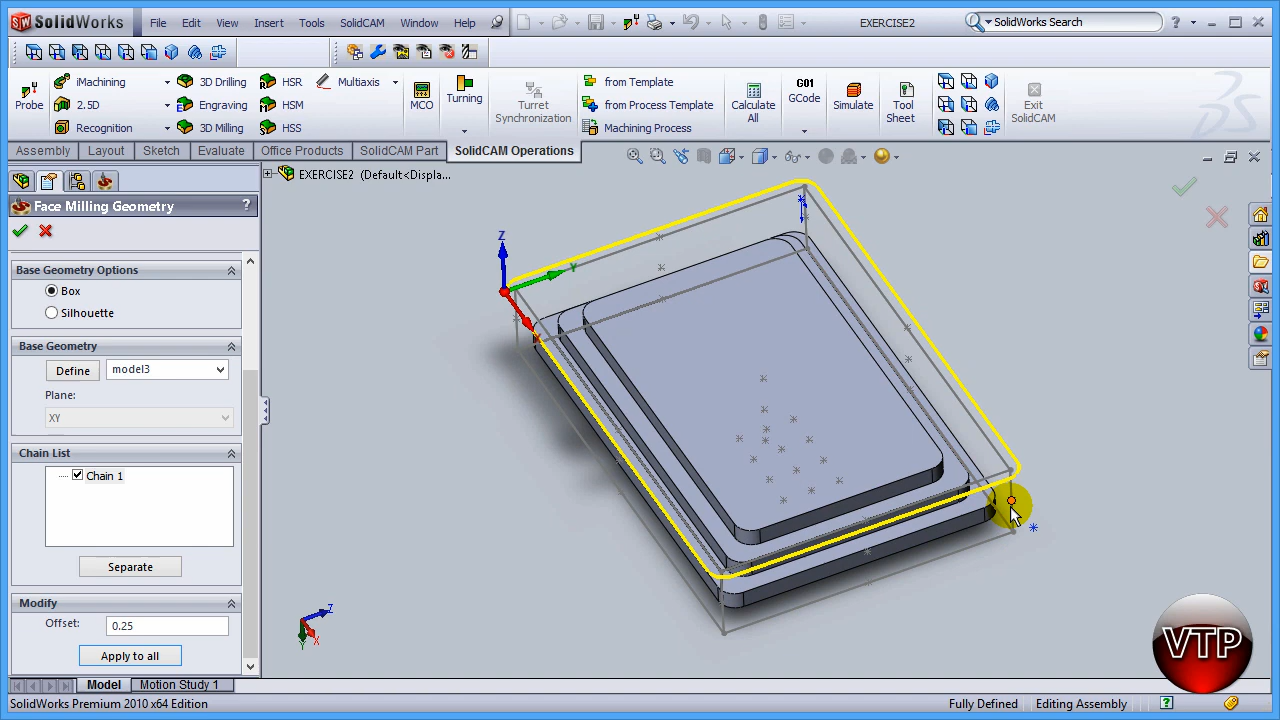 SolidWorks File Edit View Insert Tools SolidCAM Window Help EXERCISE2 SolidWorks Search ?
Probe
iMachining
2.5D
Recognition
3D Drilling
Engraving
3D Milling
HSR
HSM
HSS
Multiaxis
MCO
Turning
Turret
Synchronization
from Template
from Process Template
Machining Process
Calculate
All
G01
GCode
Simulate
Tool
Sheet
Exit
SolidCAM
Assembly Layout Sketch Evaluate Office Products SolidCAM Part SolidCAM Operations
EXERCISE2 (Default<Displa...
Face Milling Geometry ?
Base Geometry Options
Box
Silhouette
Base Geometry
Define model3
Plane:
XY
Chain List
Chain 1
Separate
Modify
Offset: 0.25
Apply to all
Z
Y
X
Z
Y
X
VTP
Model Motion Study 1
SolidWorks Premium 2010 x64 Edition Fully Defined Editing Assembly ?